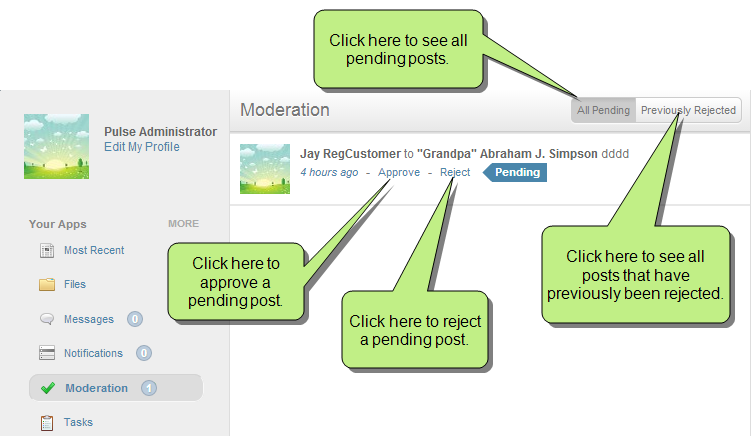 Click here to see all
pending posts.
Moderation
All Pending
Previously Rejected
Pulse Administrator
Edit My Profile
Jay RegCustomer to "Grandpa" Abraham J. Simpson dddd
4 hours ago - Approve - Reject Pending
Your Apps MORE
Most Recent
Files
Messages 0
Notifications 0
Moderation 1
Tasks
Click here to
approve a
pending post.
Click here to reject
a pending post.
Click here to see all
posts that have
previously been rejected.